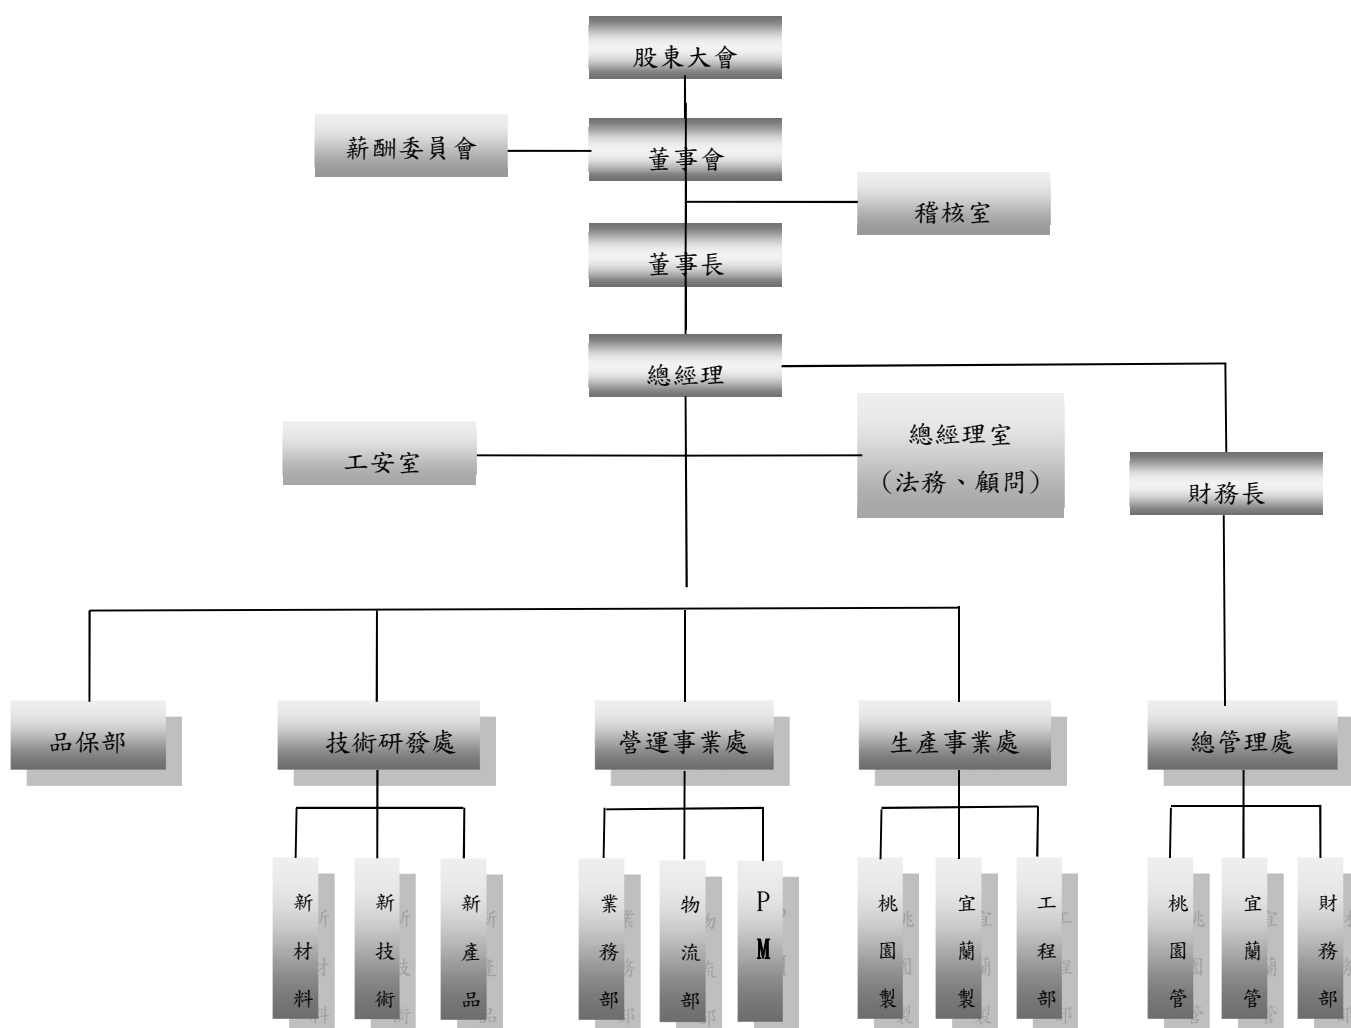 股東大會
薪酬委員會
董事會
稽核室
董事長
總經理
工安室
總經理室
(法務、顧問)
財務長
品保部
技術研發處
營運事業處
生產事業處
總管理處
新材料
新技術
新產品
業務部
物流部
PM
桃園製
宜蘭製
工程部
桃園管
宜蘭管
財務部